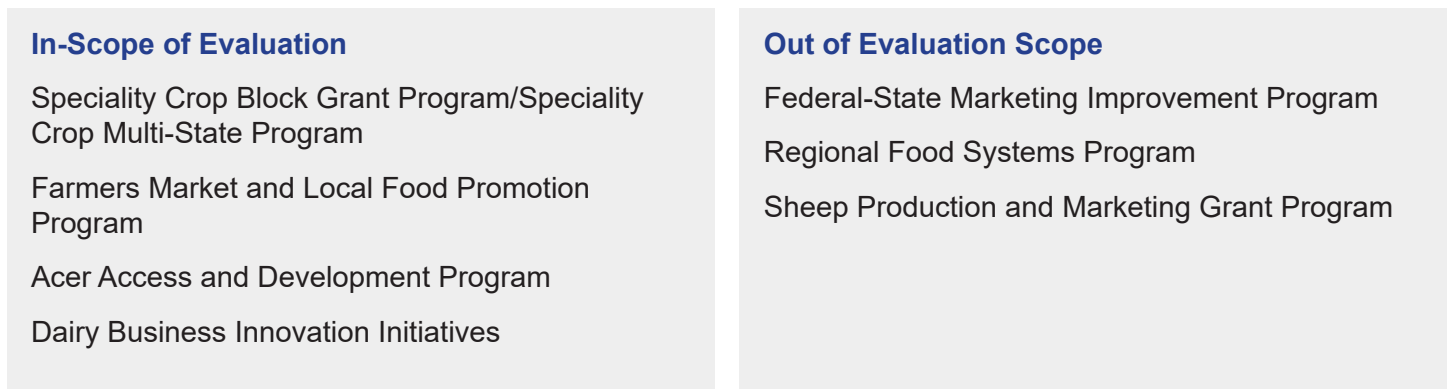 In-Scope of Evaluation
Speciality Crop Block Grant Program/Speciality
Crop Multi-State Program
Farmers Market and Local Food Promotion
Program
Acer Access and Development Program
Dairy Business Innovation Initiatives
Out of Evaluation Scope
Federal-State Marketing Improvement Program
Regional Food Systems Program
Sheep Production and Marketing Grant Program